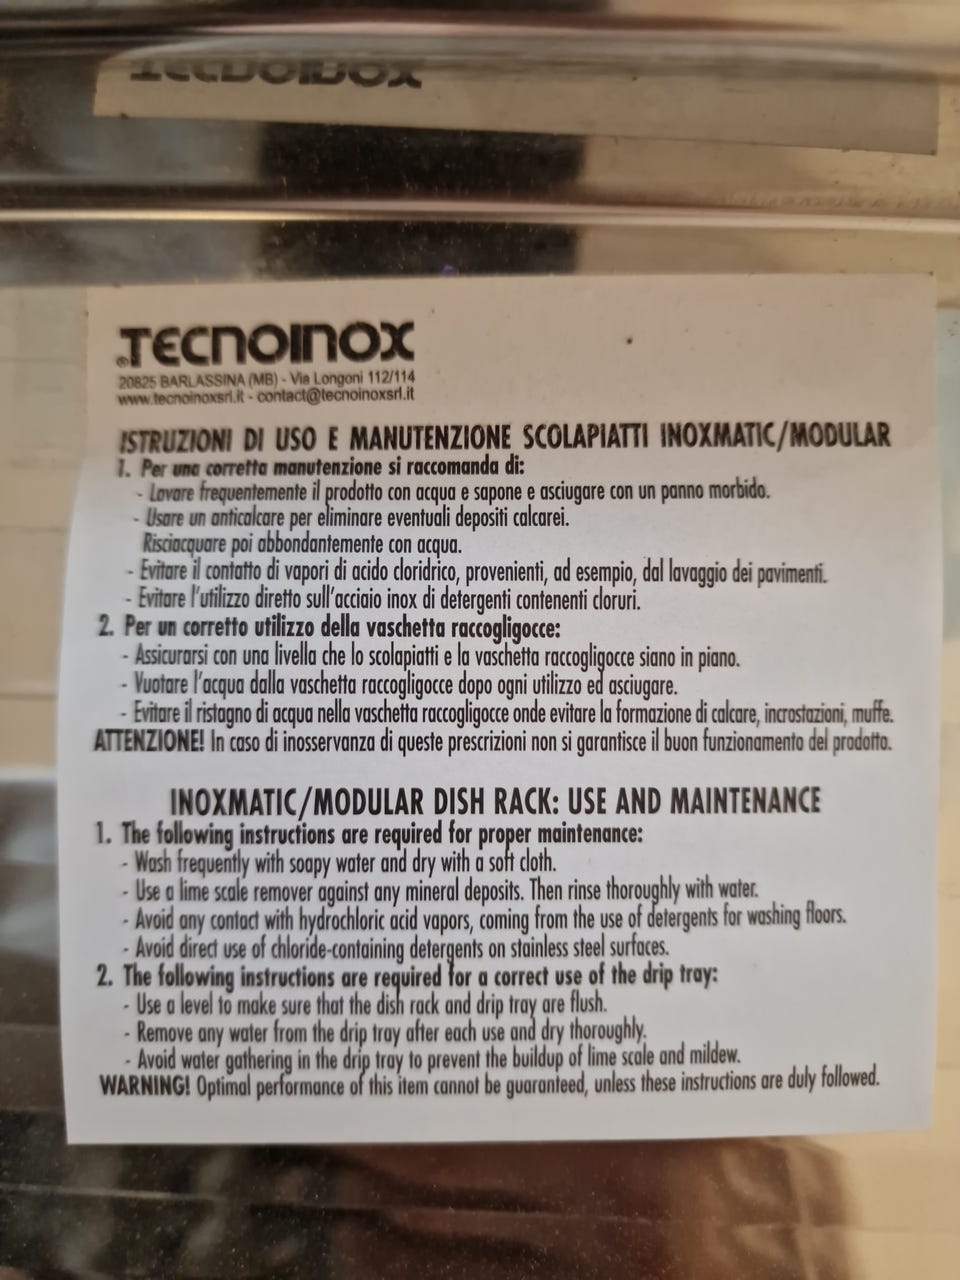 TECNOINOX
TECNOINOX
20825 BARLASSINA (MB) - Via Longoni 112/114
www.tecnoinoxsrl.it - contact@tecnoinoxsrl.it
ISTRUZIONI DI USO E MANUTENZIONE SCOLAPIATTI INOXMATIC/MODULAR
1. Per una corretta manutenzione si raccomanda di:
- Lavare frequentemente il prodotto con acqua e sapone e asciugare con un panno morbido.
- Usare un anticalcare per eliminare eventuali depositi calcarei.
Risciacquare poi abbondantemente con acqua.
- Evitare il contatto di vapori di acido cloridrico, provenienti, ad esempio, dal lavaggio dei pavimenti.
- Evitare l'utilizzo diretto sull'acciaio inox di detergenti contenenti cloruri.
2. Per un corretto utilizzo della vaschetta raccogligocce:
- Assicurarsi con una livella che lo scolapiatti e la vaschetta raccogligocce siano in piano.
- Vuotare l'acqua dalla vaschetta raccogligocce dopo ogni utilizzo ed asciugare.
- Evitare il ristagno di acqua nella vaschetta raccogligocce onde evitare la formazione di calcare, incrostazioni, muffe.
ATTENZIONE! In caso di inosservanza di queste prescrizioni non si garantisce il buon funzionamento del prodotto.
INOXMATIC/MODULAR DISH RACK: USE AND MAINTENANCE
1. The following instructions are required for proper maintenance:
- Wash frequently with soapy water and dry with a soft cloth.
- Use a lime scale remover against any mineral deposits. Then rinse thoroughly with water.
- Avoid any contact with hydrochloric acid vapors, coming from the use of detergents for washing floors.
- Avoid direct use of chloride-containing detergents on stainless steel surfaces.
2. The following instructions are required for a correct use of the drip tray:
- Use a level to make sure that the dish rack and drip tray are flush.
- Remove any water from the drip tray after each use and dry thoroughly.
- Avoid water gathering in the drip tray to prevent the buildup of lime scale and mildew.
WARNING! Optimal performance of this item cannot be guaranteed, unless these instructions are duly followed.